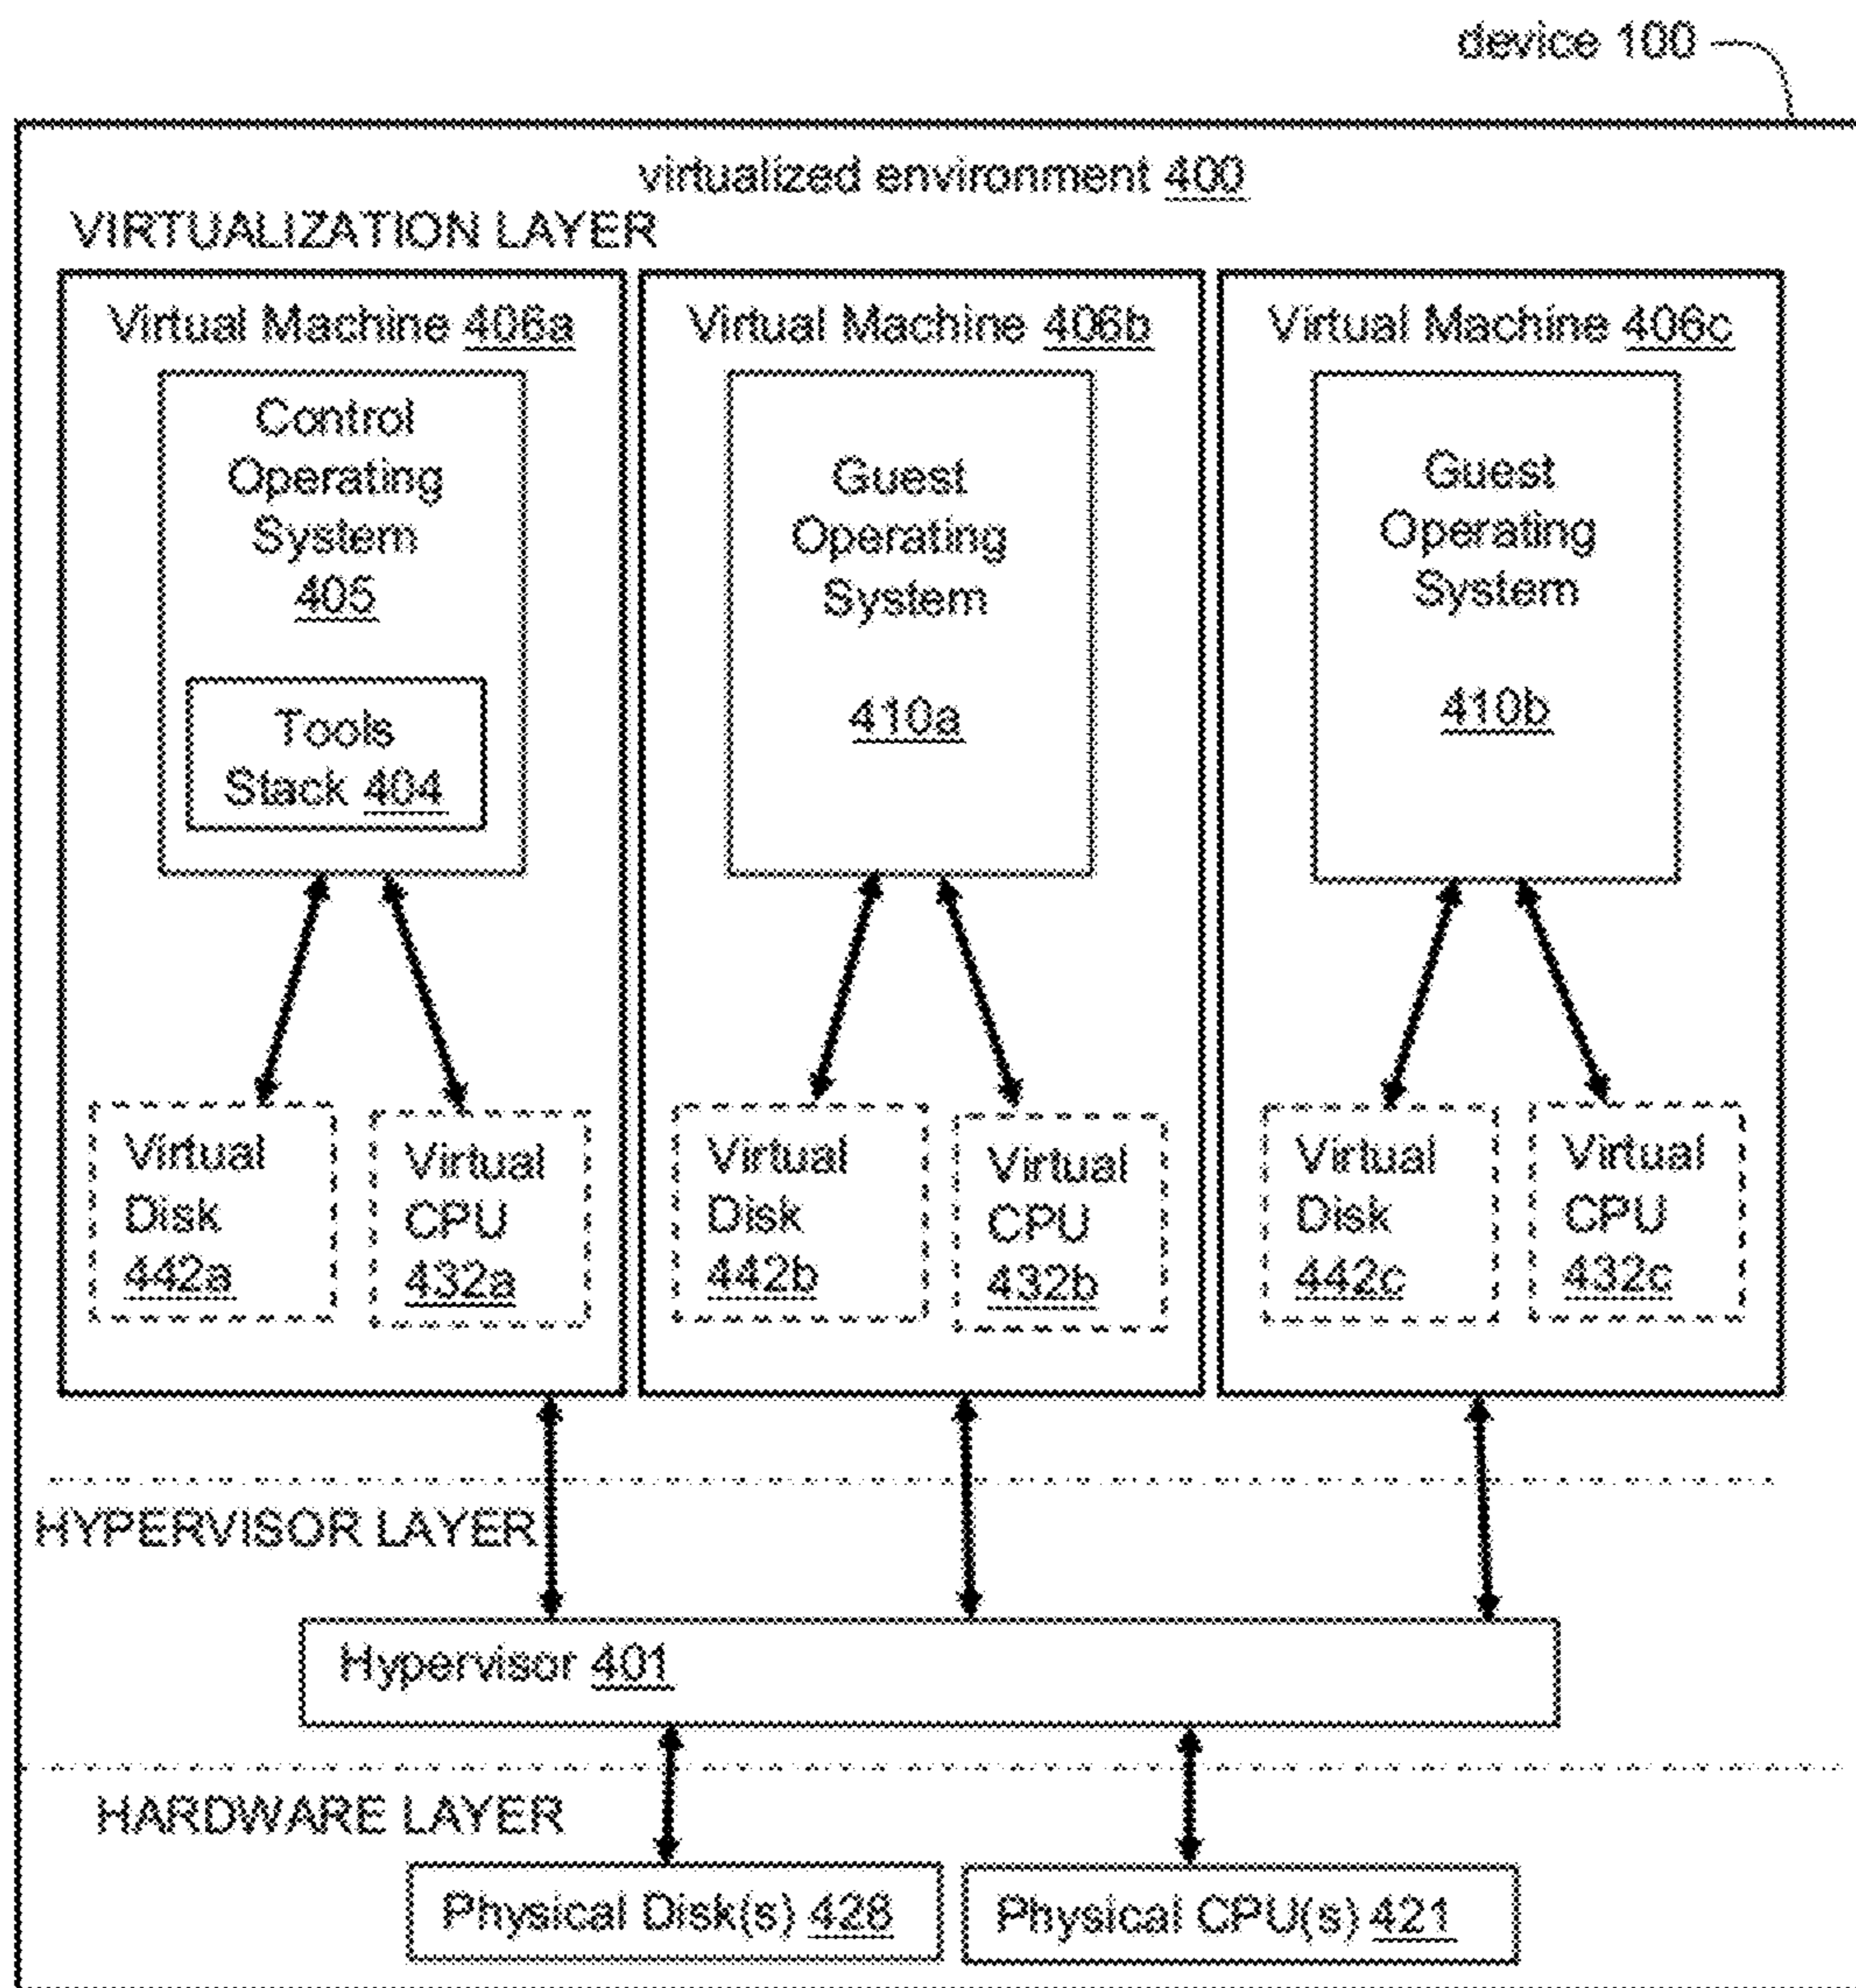 device 100
virtualized environment 400
VIRTUALIZATION LAYER
Virtual Machine 406a
Control
Operating
System
405
Tools
Stack 404
Virtual
Disk
442a
Virtual
CPU
432a
Virtual Machine 406b
Guest
Operating
System
410a
Virtual
Disk
442b
Virtual
CPU
432b
Virtual Machine 406c
Guest
Operating
System
410b
Virtual
Disk
442c
Virtual
CPU
432c
HYPERVISOR LAYER
Hypervisor 401
HARDWARE LAYER
Physical Disk(s) 428
Physical CPU(s) 421